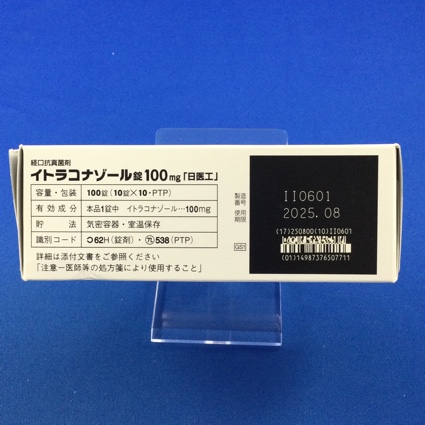 経口抗真菌剤
イトラコナゾール錠100mg「日医工」
容量・包装 100錠(10錠×10・PTP)
有効成分 本品1錠中 イトラコナゾール…100mg
貯法 気密容器・室温保存
識別コード 62H(錠剤)・538(PTP)
詳細は添付文書をご参照ください
「注意-医師等の処方箋により使用すること」
製造番号
使用期限
GS1
II0601
2025.08
(17)250800(10)II0601
(01)14987376507711